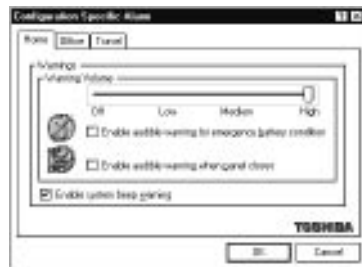 Configuration Specific Alarm
Home Office Travel
Warnings
Warning Volume
Off Low Medium High
Enable audible warning for emergency battery condition
Enable audible warning when panel closes
Enable system beep warning
TOSHIBA
OK Cancel